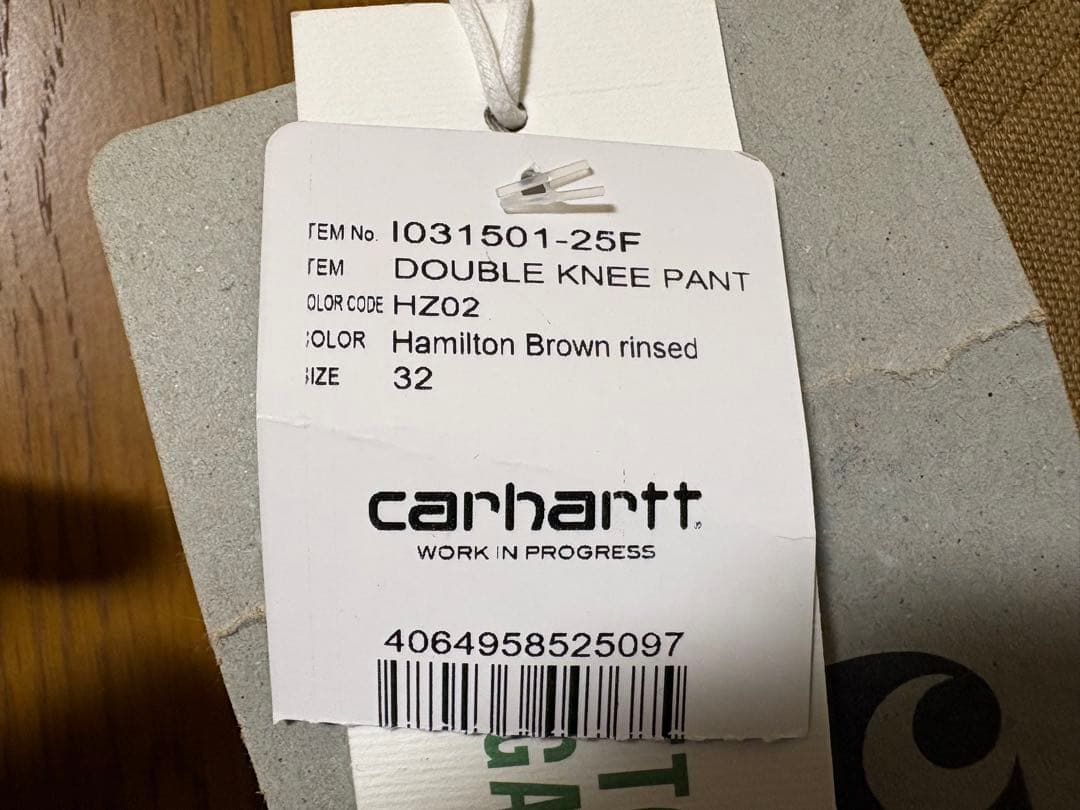 TEM No. I031501-25F
TEM DOUBLE KNEE PANT
OLOR CODE HZ02
COLOR Hamilton Brown rinsed
SIZE 32
carhartt
WORK IN PROGRESS
4064958525097